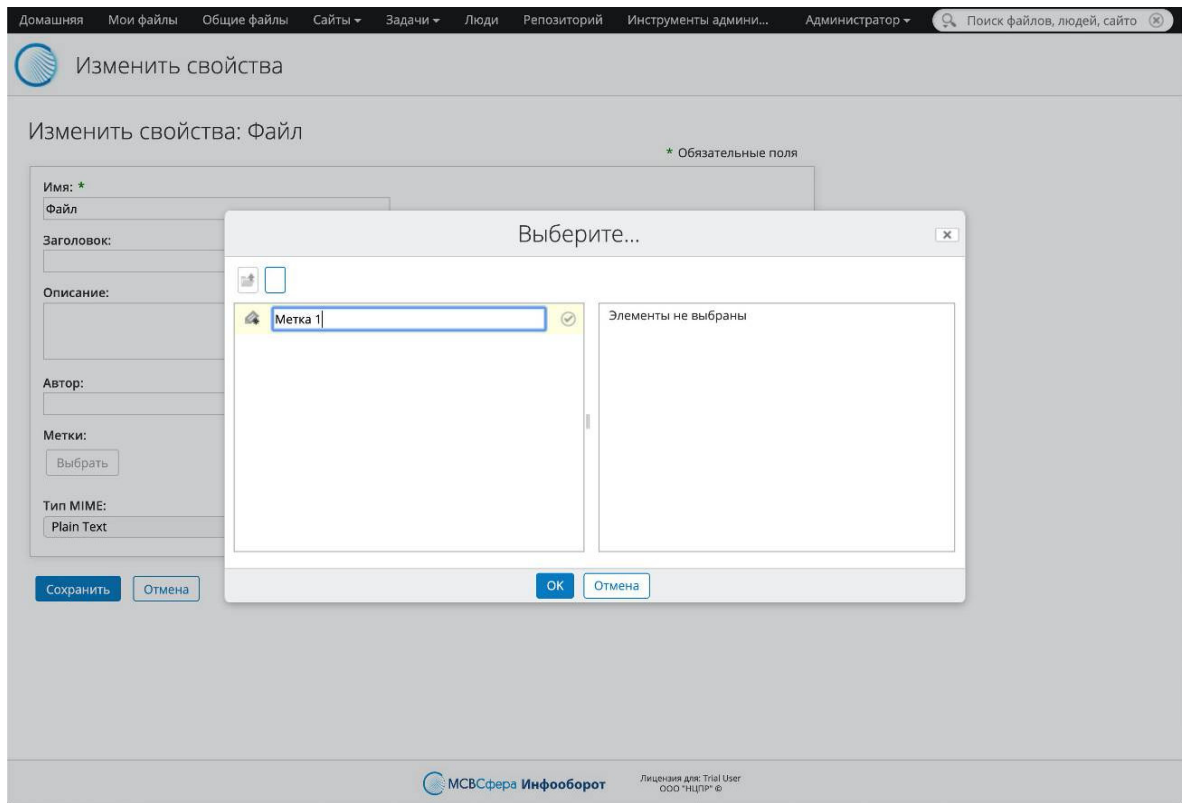 Домашняя Мои файлы Общие файлы Сайты Задачи Люди Репозиторий Инструменты админи... Администратор Поиск файлов, людей, сайто
Изменить свойства
Изменить свойства: Файл
* Обязательные поля
Имя: *
Файл
Заголовок:
Описание:
Автор:
Метки:
Выбрать
Тип MIME:
Plain Text
Сохранить Отмена
Выберите...
Метка 1
Элементы не выбраны
OK Отмена
МСВСфера Инфооборот
Лицензия для: Trial User
ООО "НЦПР" ©